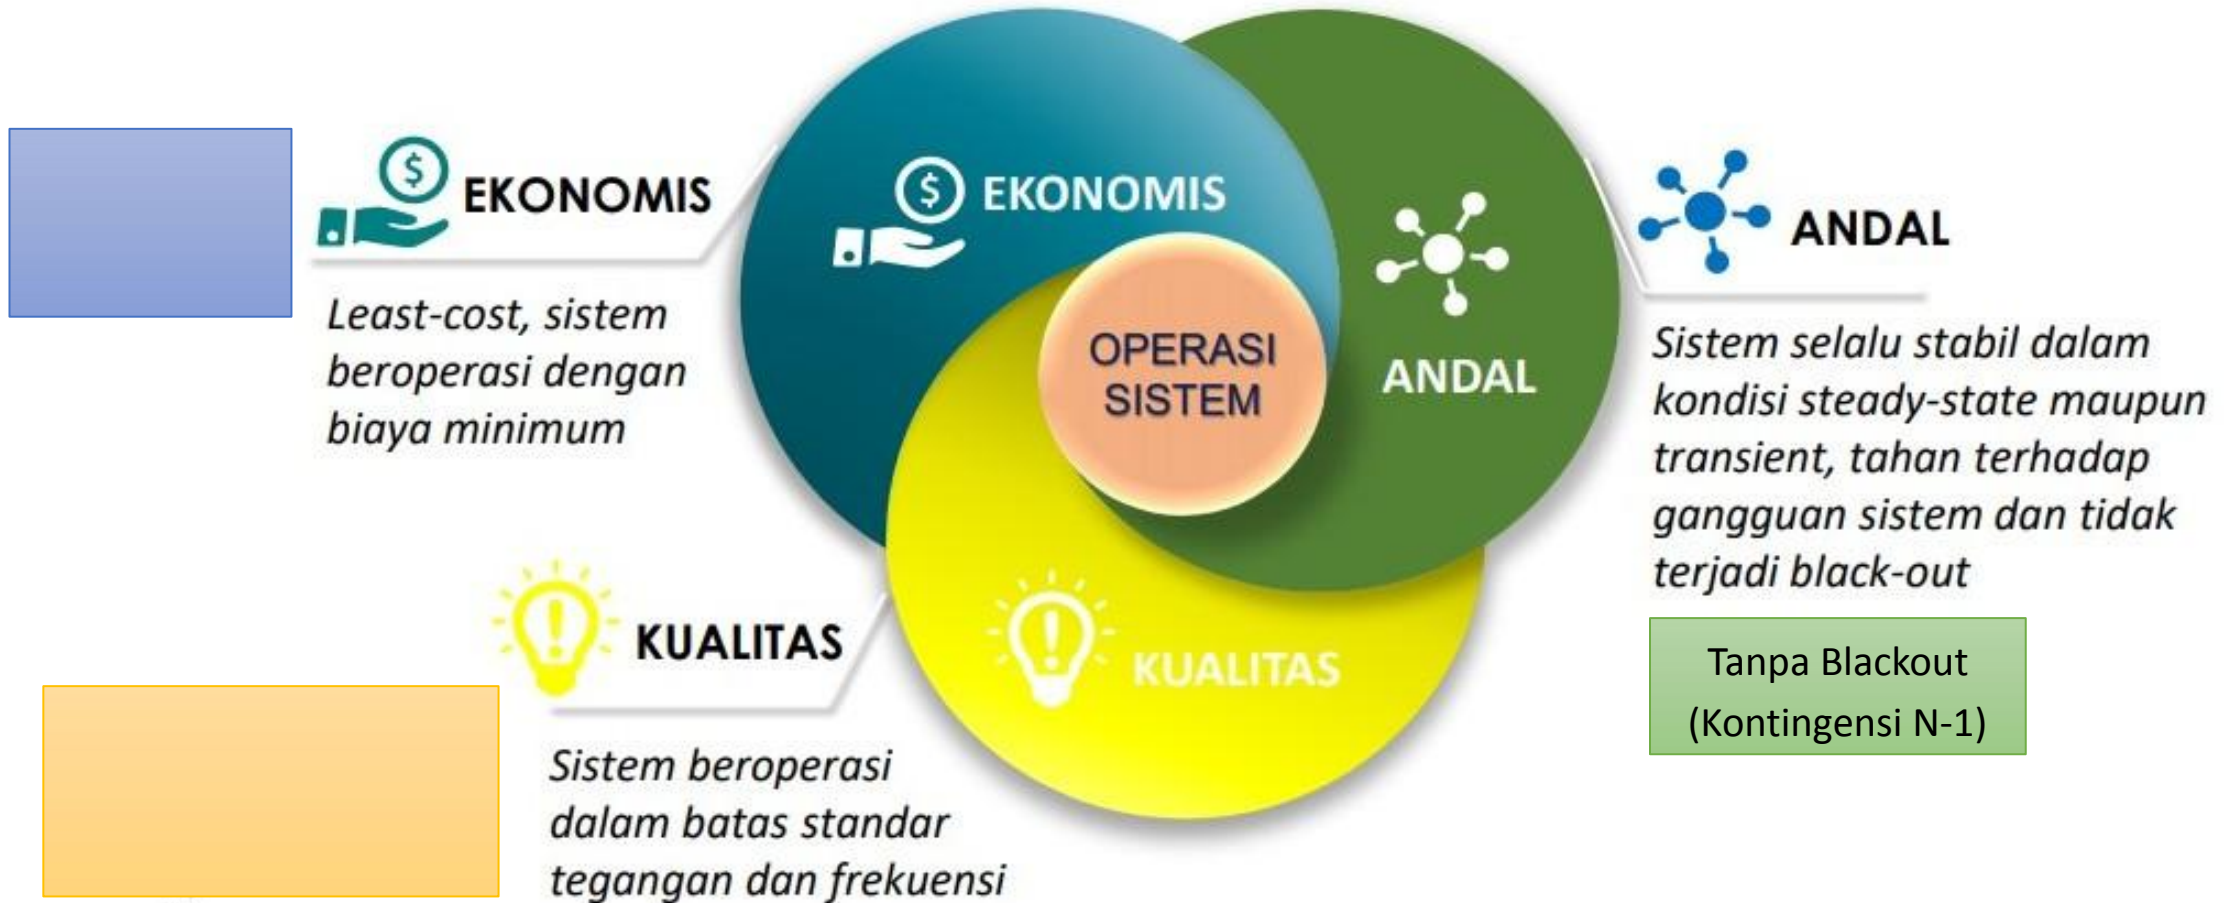 EKONOMIS
Least-cost, sistem
beroperasi dengan
biaya minimum
EKONOMIS
OPERASI
SISTEM
ANDAL
ANDAL
Sistem selalu stabil dalam
kondisi steady-state maupun
transient, tahan terhadap
gangguan sistem dan tidak
terjadi black-out
Tanpa Blackout
(Kontingensi N-1)
KUALITAS
Sistem beroperasi
dalam batas standar
tegangan dan frekuensi
KUALITAS